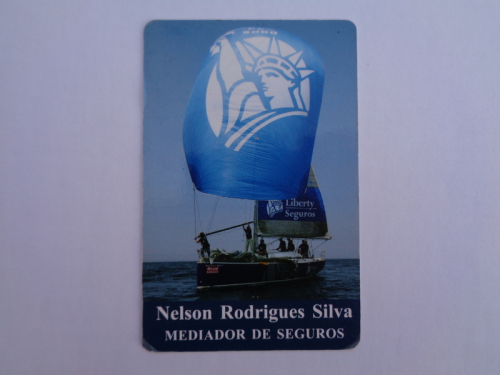 Liberty
Seguros
Nelson Rodrigues Silva
MEDIADOR DE SEGUROS